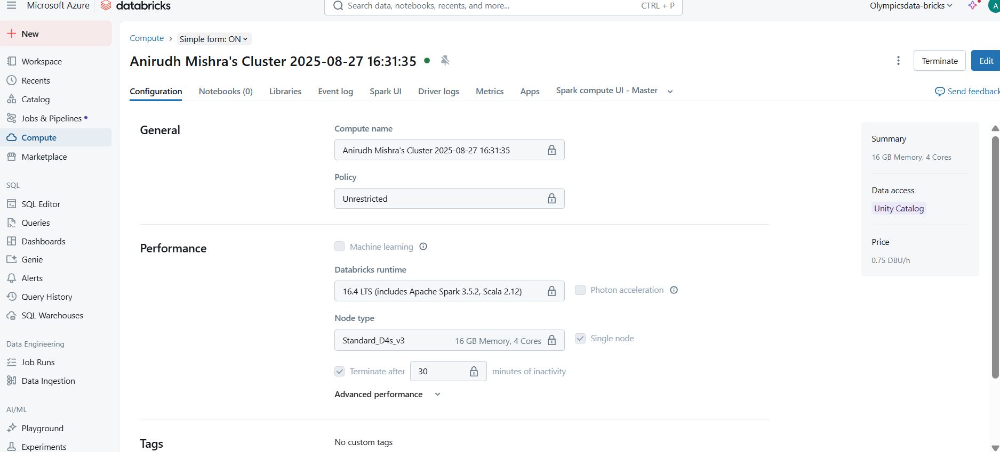 Microsoft Azure
databricks
Search data, notebooks, recents, and more...
CTRL + P
Olympicsdata-bricks
A
New
Workspace
Recents
Catalog
Jobs & Pipelines
Compute
Marketplace
SQL
SQL Editor
Queries
Dashboards
Genie
Alerts
Query History
SQL Warehouses
Data Engineering
Job Runs
Data Ingestion
AI/ML
Playground
Experiments
Compute
Simple form: ON
Anirudh Mishra's Cluster 2025-08-27 16:31:35
Terminate
Edit
Configuration
Notebooks (0)
Libraries
Event log
Spark UI
Driver logs
Metrics
Apps
Spark compute UI - Master
Send feedback
General
Compute name
Anirudh Mishra's Cluster 2025-08-27 16:31:35
Policy
Unrestricted
Performance
Machine learning
Databricks runtime
16.4 LTS (includes Apache Spark 3.5.2, Scala 2.12)
Photon acceleration
Node type
Standard_D4s_v3
16 GB Memory, 4 Cores
Single node
Terminate after
30
minutes of inactivity
Advanced performance
Tags
No custom tags
Summary
16 GB Memory, 4 Cores
Data access
Unity Catalog
Price
0.75 DBU/h